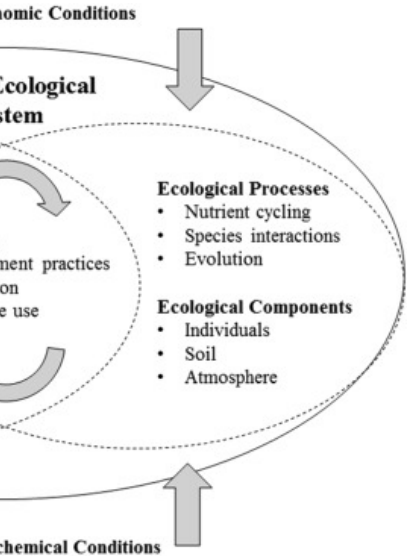 nomic Conditions
Ecological
stem
Ecological Processes
• Nutrient cycling
• Species interactions
• Evolution
ment practices
on
e use
Ecological Components
• Individuals
• Soil
• Atmosphere
chemical Conditions